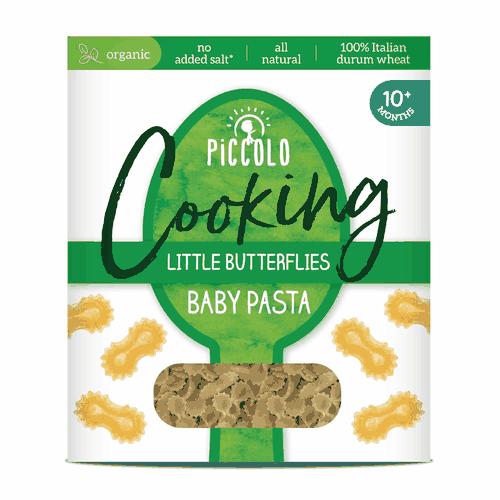 organic
no
added salt*
all
natural
100% Italian
durum wheat
10+
MONTHS
PiCCOLO
Cooking
LITTLE BUTTERFLIES
BABY PASTA